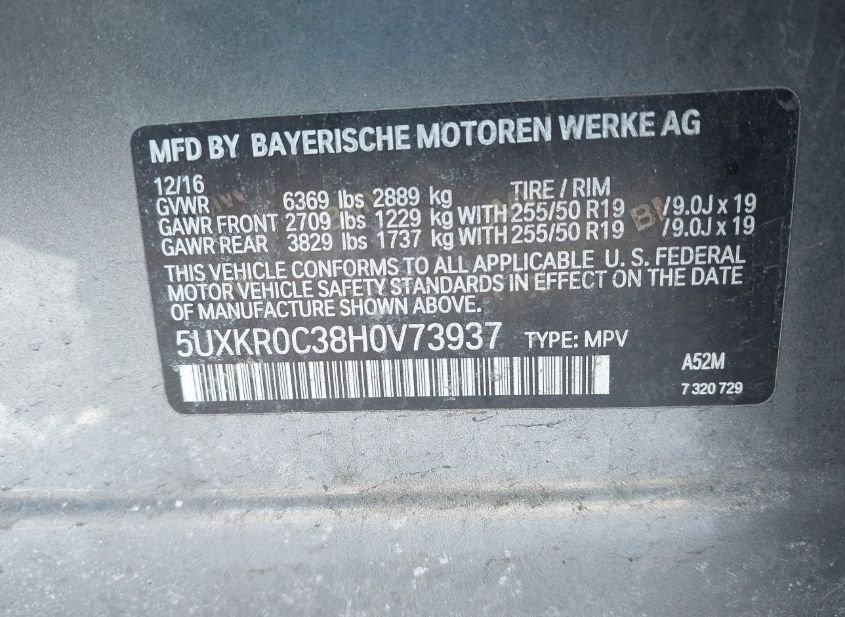 MFD BY BAYERISCHE MOTOREN WERKE AG
12/16 TIRE / RIM
GVWR 6369 lbs 2889 kg
GAWR FRONT 2709 lbs 1229 kg WITH 255/50 R19 /9.0J x 19
GAWR REAR 3829 lbs 1737 kg WITH 255/50 R19 /9.0J x 19
THIS VEHICLE CONFORMS TO ALL APPLICABLE U. S. FEDERAL
MOTOR VEHICLE SAFETY STANDARDS IN EFFECT ON THE DATE
OF MANUFACTURE SHOWN ABOVE.
5UXKR0C38H0V73937 TYPE: MPV
A52M
7 320 729